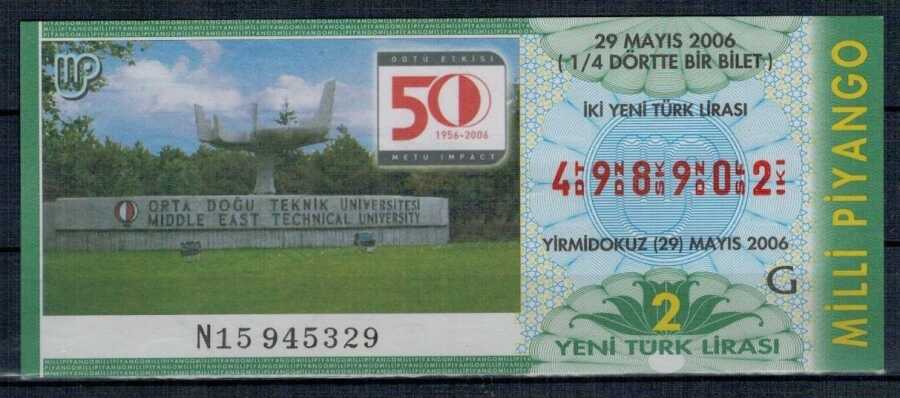 MP
ODTÜ ETKİSİ
50
1956-2006
METU IMPACT
ORTA DOĞU TEKNİK ÜNİVERSİTESİ
MIDDLE EAST TECHNICAL UNIVERSITY
N15 945329
29 MAYIS 2006
( 1/4 DÖRTTE BİR BİLET )
İKİ YENİ TÜRK LİRASI
4 9 8 9 0 2
YİRMİDOKUZ (29) MAYIS 2006
G
2
YENİ TÜRK LİRASI
MİLLİ PİYANGO